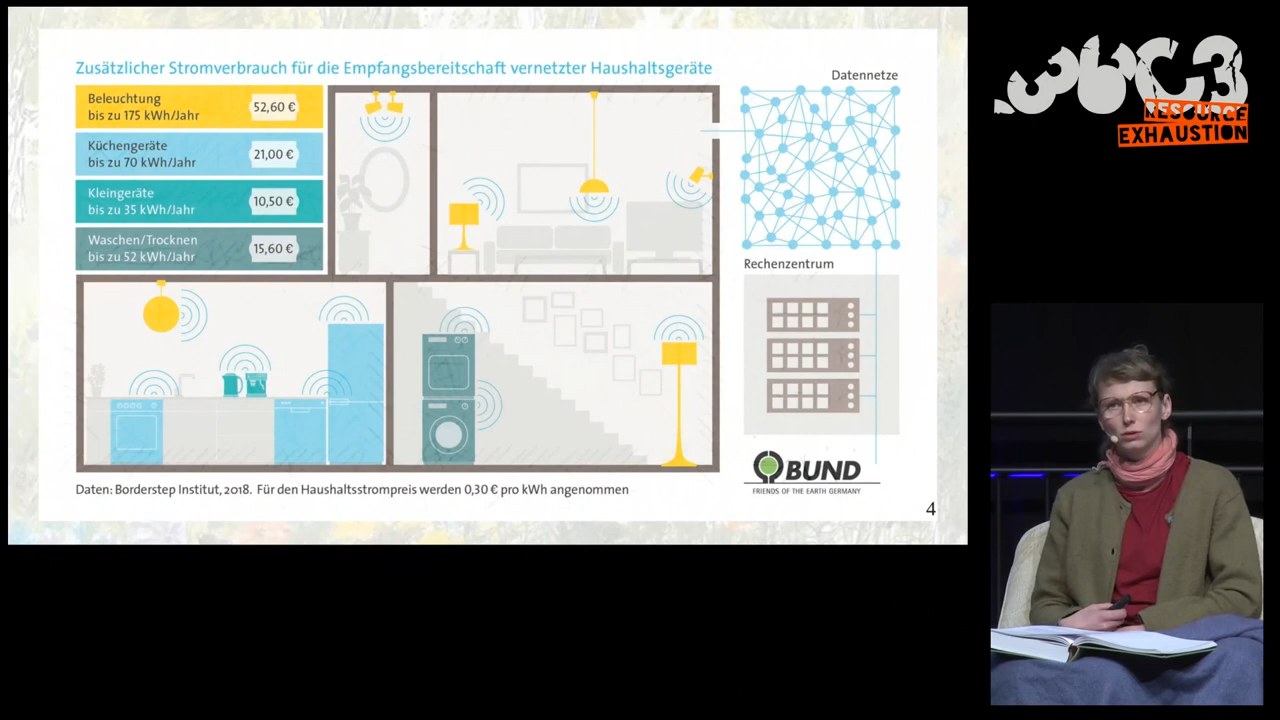 Zusätzlicher Stromverbrauch für die Empfangsbereitschaft vernetzter Haushaltsgeräte
Beleuchtung
bis zu 175 kWh/Jahr
52,60 €
Küchengeräte
bis zu 70 kWh/Jahr
21,00 €
Kleingeräte
bis zu 35 kWh/Jahr
10,50 €
Waschen/Trocknen
bis zu 52 kWh/Jahr
15,60 €
Datennetze
Rechenzentrum
BUND
FRIENDS OF THE EARTH GERMANY
Daten: Borderstep Institut, 2018. Für den Haushaltsstrompreis werden 0,30 € pro kWh angenommen
4
36C3
RESOURCE
EXHAUSTION